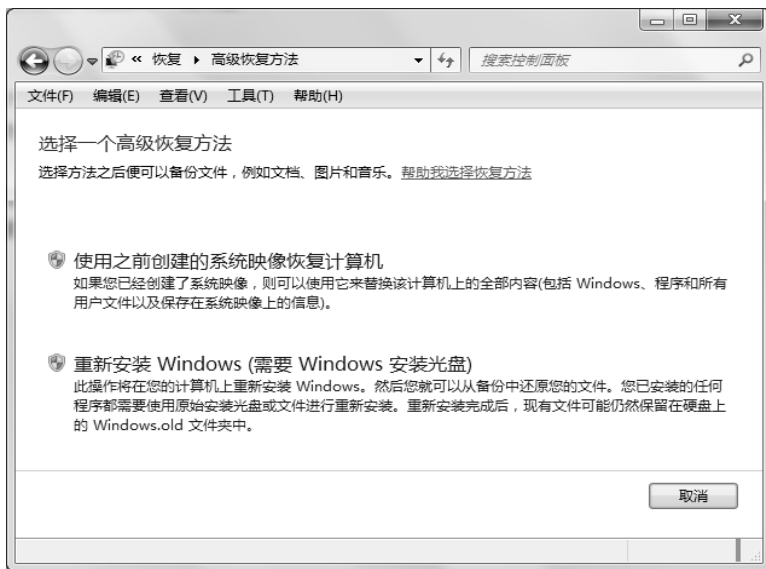 « 恢复 ▸ 高级恢复方法
搜索控制面板
文件(F) 编辑(E) 查看(V) 工具(T) 帮助(H)
选择一个高级恢复方法
选择方法之后便可以备份文件，例如文档、图片和音乐。帮助我选择恢复方法
使用之前创建的系统映像恢复计算机
如果您已经创建了系统映像，则可以使用它来替换该计算机上的全部内容(包括 Windows、程序和所有
用户文件以及保存在系统映像上的信息)。
重新安装 Windows (需要 Windows 安装光盘)
此操作将在您的计算机上重新安装 Windows。然后您就可以从备份中还原您的文件。您已安装的任何
程序都需要使用原始安装光盘或文件进行重新安装。重新安装完成后，现有文件可能仍然保留在硬盘上
的 Windows.old 文件夹中。
取消